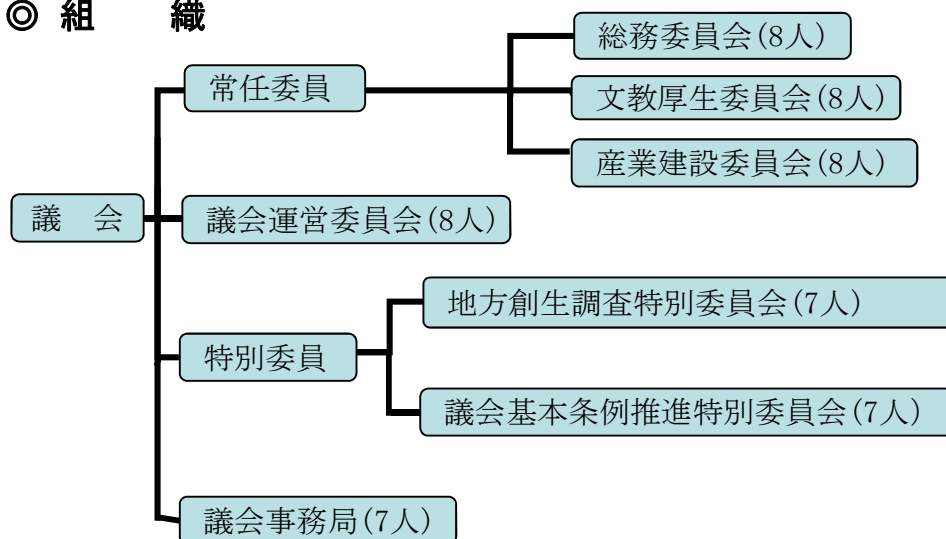 ◎ 組　織
総務委員会(8人)
常任委員
文教厚生委員会(8人)
産業建設委員会(8人)
議　会
議会運営委員会(8人)
地方創生調査特別委員会(7人)
特別委員
議会基本条例推進特別委員会(7人)
議会事務局(7人)